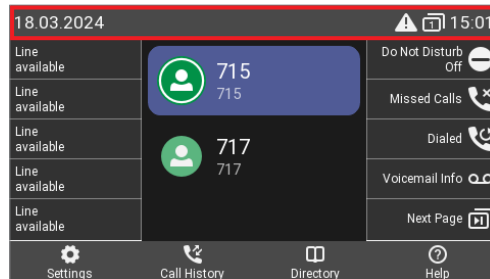 18.03.2024
1
15:01
Line
available
Line
available
Line
available
Line
available
Line
available
715
715
717
717
Do Not Disturb
Off
Missed Calls
Dialed
Voicemail Info
Next Page
Settings
Call History
Directory
Help